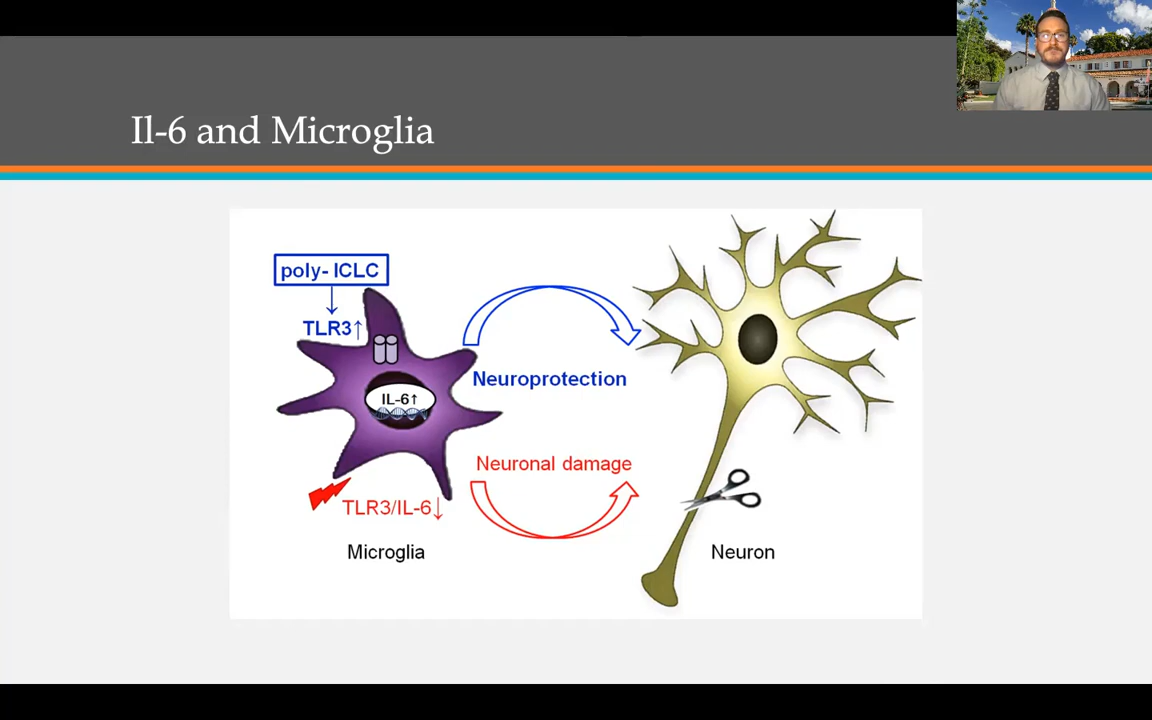 Il-6 and Microglia
poly- ICLC
TLR3↑
IL-6↑
Neuroprotection
Neuronal damage
TLR3/IL-6↓
Microglia
Neuron